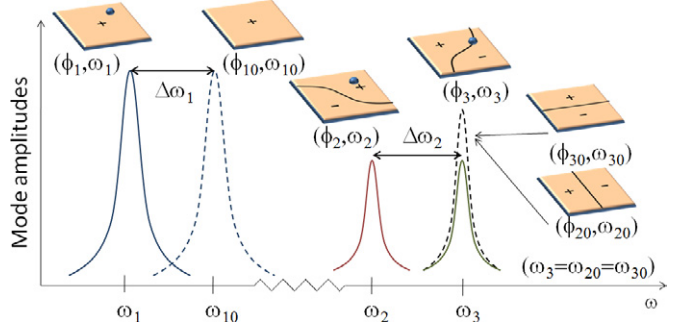 Mode amplitudes
+
(ϕ₁,ω₁)
Δω₁
+
(ϕ₁₀,ω₁₀)
+
−
(ϕ₂,ω₂)
Δω₂
+
−
(ϕ₃,ω₃)
+
−
(ϕ₃₀,ω₃₀)
+ −
(ϕ₂₀,ω₂₀)
(ω₃=ω₂₀=ω₃₀)
ω₁ ω₁₀ ω₂ ω₃ ω